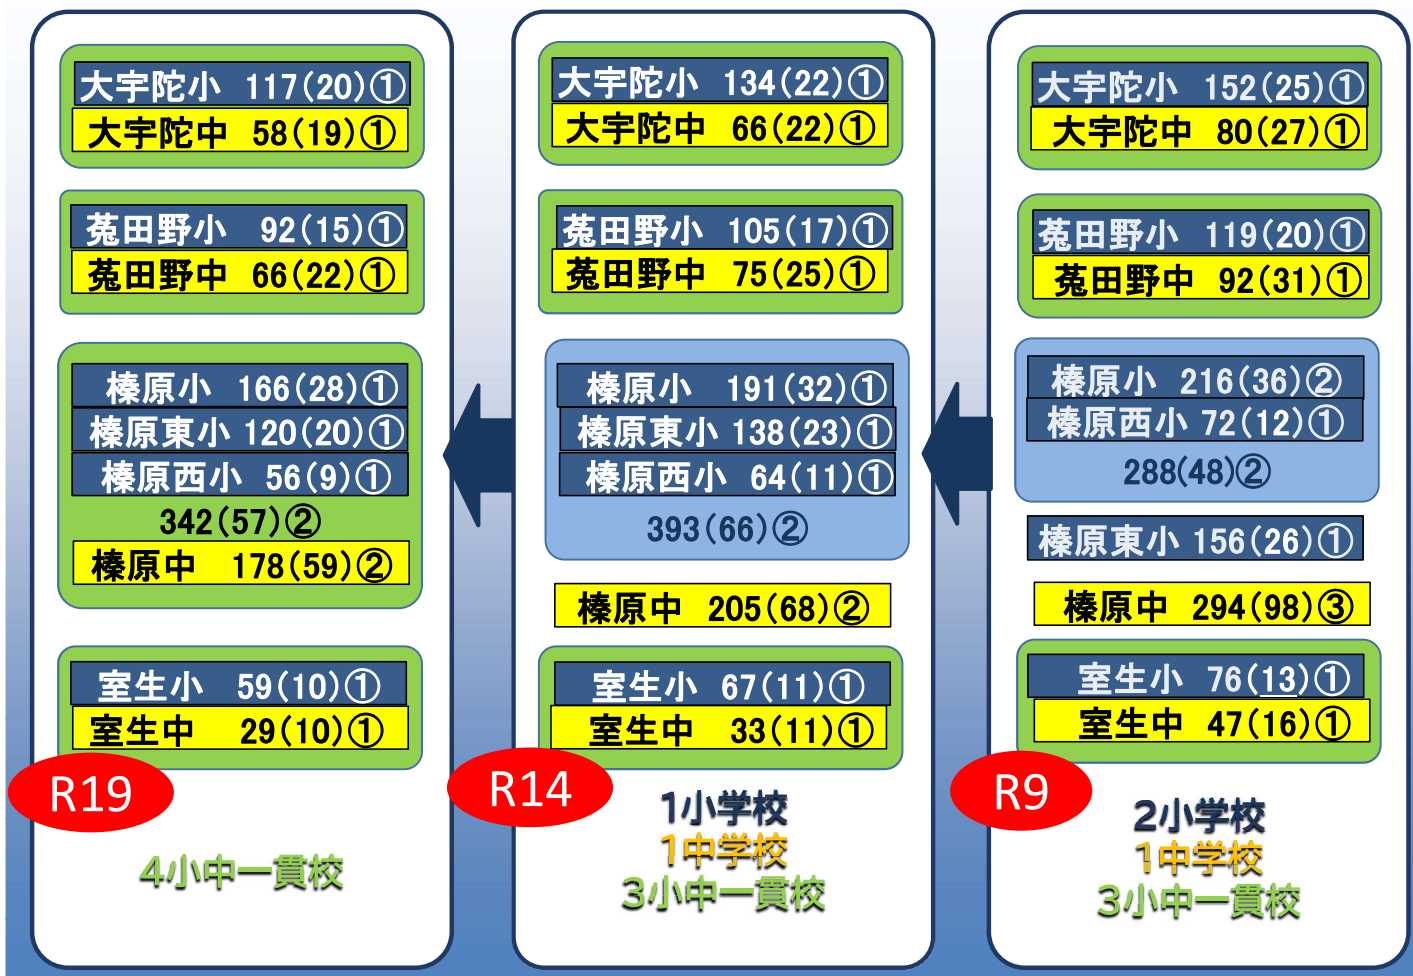 大宇陀小 117(20)①
大宇陀中 58(19)①
菟田野小 92(15)①
菟田野中 66(22)①
榛原小 166(28)①
榛原東小 120(20)①
榛原西小 56(9)①
342(57)②
榛原中 178(59)②
室生小 59(10)①
室生中 29(10)①
R19
4小中一貫校
大宇陀小 134(22)①
大宇陀中 66(22)①
菟田野小 105(17)①
菟田野中 75(25)①
榛原小 191(32)①
榛原東小 138(23)①
榛原西小 64(11)①
393(66)②
榛原中 205(68)②
室生小 67(11)①
室生中 33(11)①
R14
1小学校
1中学校
3小中一貫校
大宇陀小 152(25)①
大宇陀中 80(27)①
菟田野小 119(20)①
菟田野中 92(31)①
榛原小 216(36)②
榛原西小 72(12)①
288(48)②
榛原東小 156(26)①
榛原中 294(98)③
室生小 76(13)①
室生中 47(16)①
R9
2小学校
1中学校
3小中一貫校